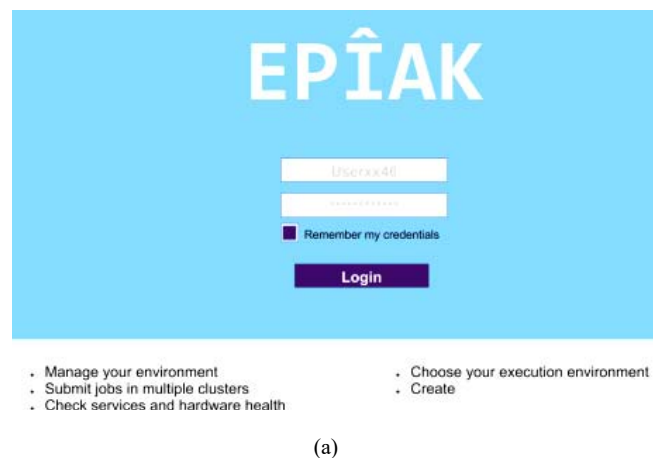 EPÎAK
Userxx46
............
Remember my credentials
Login
• Manage your environment
• Submit jobs in multiple clusters
• Check services and hardware health
• Choose your execution environment
• Create
(a)